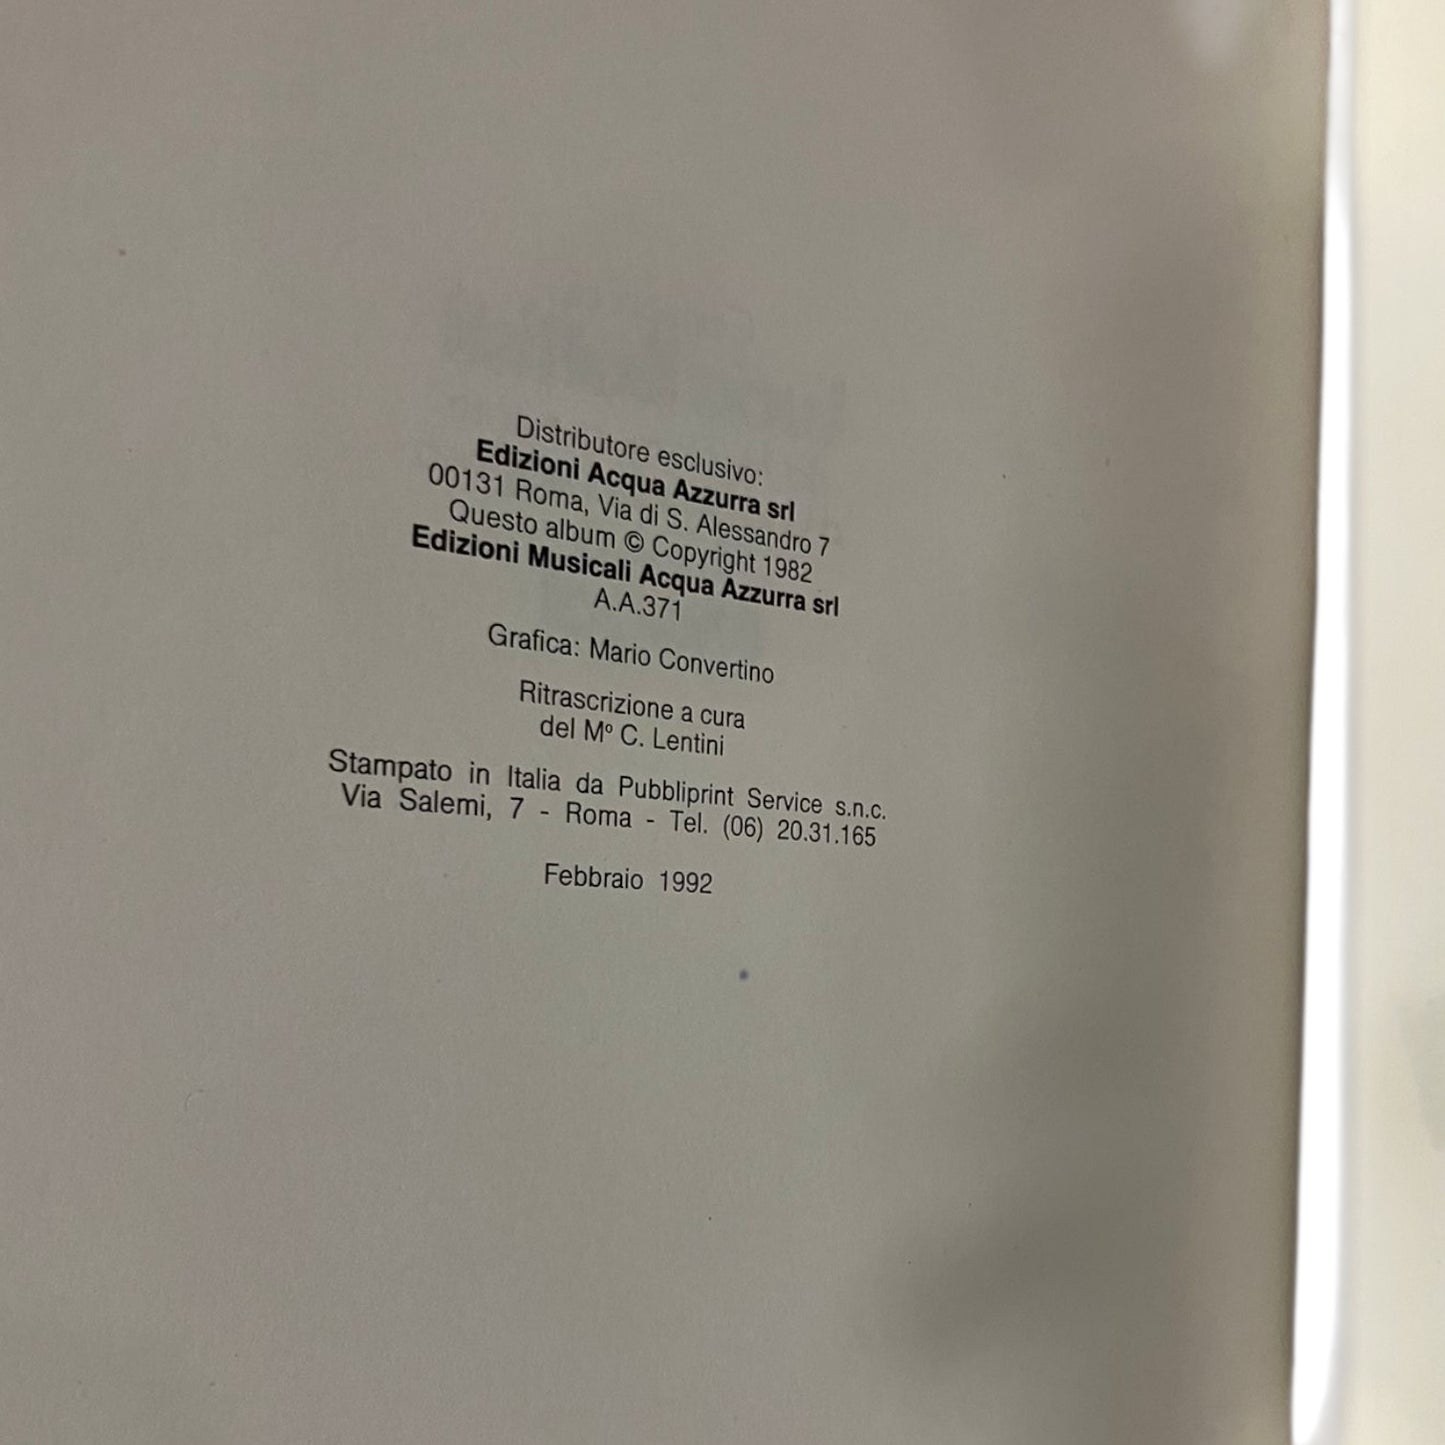 Distributore esclusivo:
Edizioni Acqua Azzurra srl
00131 Roma, Via di S. Alessandro 7
Questo album © Copyright 1982
Edizioni Musicali Acqua Azzurra srl
A.A.371
Grafica: Mario Convertino
Ritrascrizione a cura
del Mº C. Lentini
Stampato in Italia da Pubbliprint Service s.n.c.
Via Salemi, 7 - Roma - Tel. (06) 20.31.165
Febbraio 1992